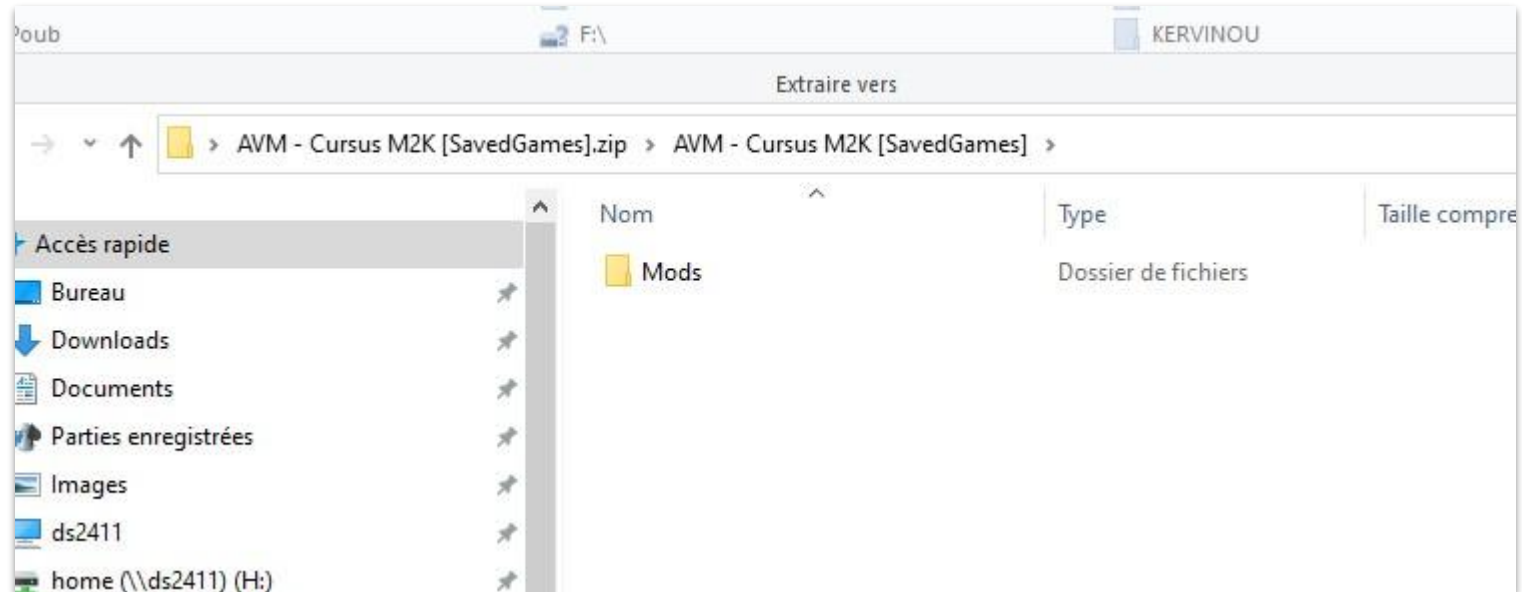 Poub F:\ KERVINOU
Extraire vers
AVM - Cursus M2K [SavedGames].zip > AVM - Cursus M2K [SavedGames] >
Nom Type Taille compre
Accès rapide
Mods Dossier de fichiers
Bureau
Downloads
Documents
Parties enregistrées
Images
ds2411
home (\\ds2411) (H:)